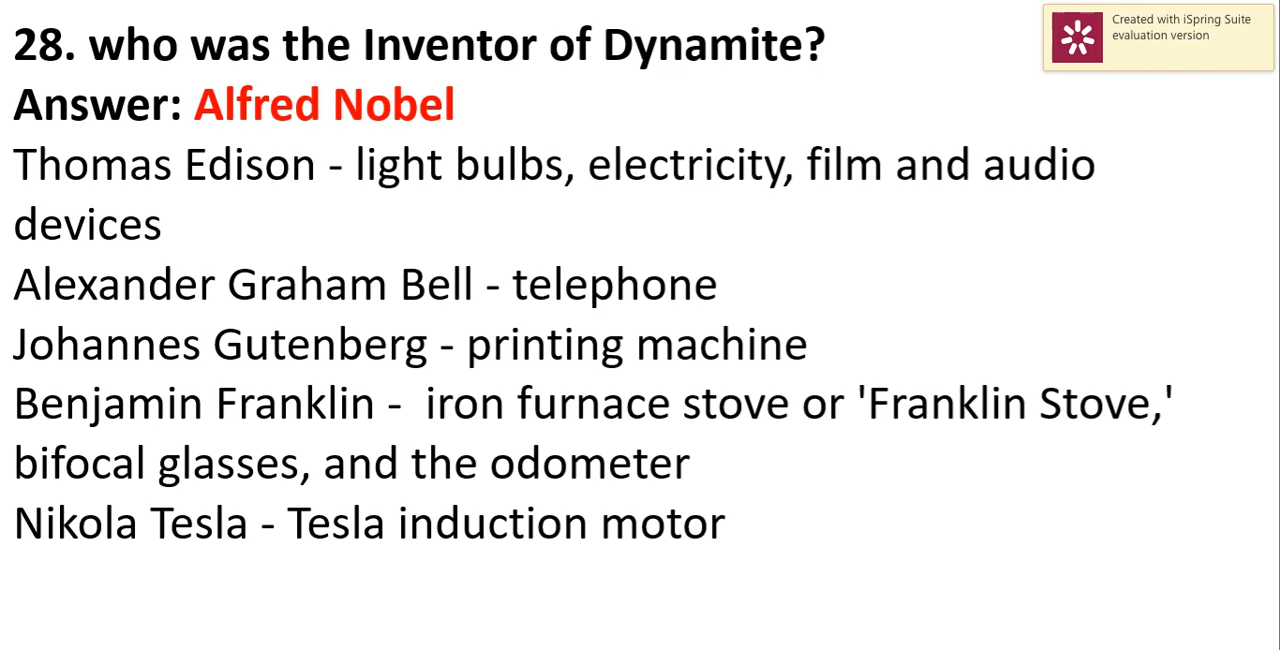 28. who was the Inventor of Dynamite?
Created with iSpring Suite
evaluation version
Answer: Alfred Nobel
Thomas Edison - light bulbs, electricity, film and audio
devices
Alexander Graham Bell - telephone
Johannes Gutenberg - printing machine
Benjamin Franklin -  iron furnace stove or 'Franklin Stove,'
bifocal glasses, and the odometer
Nikola Tesla - Tesla induction motor